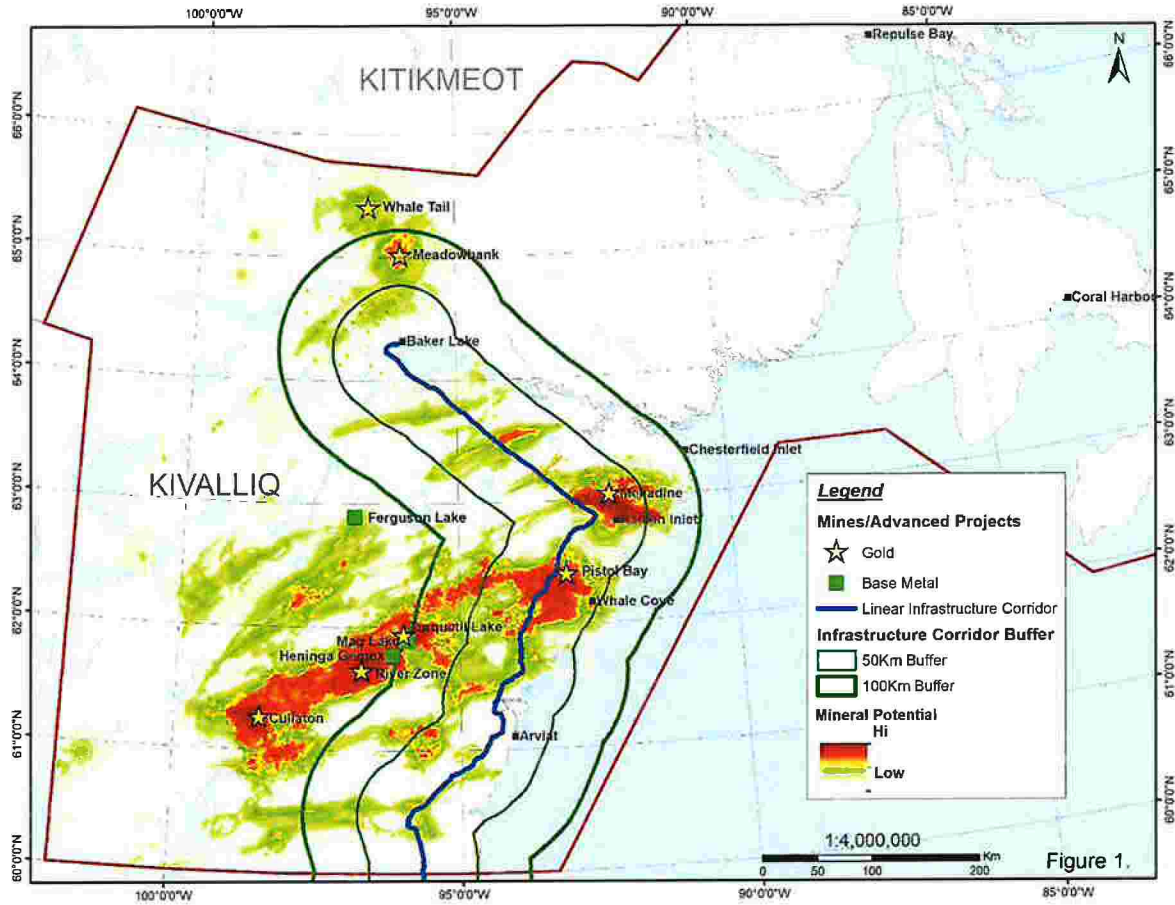 100°0'0"W 95°0'0"W 90°0'0"W 85°0'0"W
Repulse Bay
N
KITIKMEOT
66°0'0"N
66°0'0"N
Whale Tail
65°0'0"N
65°0'0"N
Meadowbank
Coral Harbor
64°0'0"N
64°0'0"N
Baker Lake
63°0'0"N
Chesterfield Inlet
63°0'0"N
KIVALLIQ
Ferguson Lake
Pistol Bay
Whale Cove
62°0'0"N
62°0'0"N
Mag Lake
Heninga Gemex
River Zone
Cullaton
61°0'0"N
61°0'0"N
Arviat
60°0'0"N
60°0'0"N
Legend
Mines/Advanced Projects
Gold
Base Metal
Linear Infrastructure Corridor
Infrastructure Corridor Buffer
50Km Buffer
100Km Buffer
Mineral Potential
Hi
Low
1:4,000,000
Km
0 50 100 200
Figure 1.
100°0'0"W 95°0'0"W 90°0'0"W 85°0'0"W